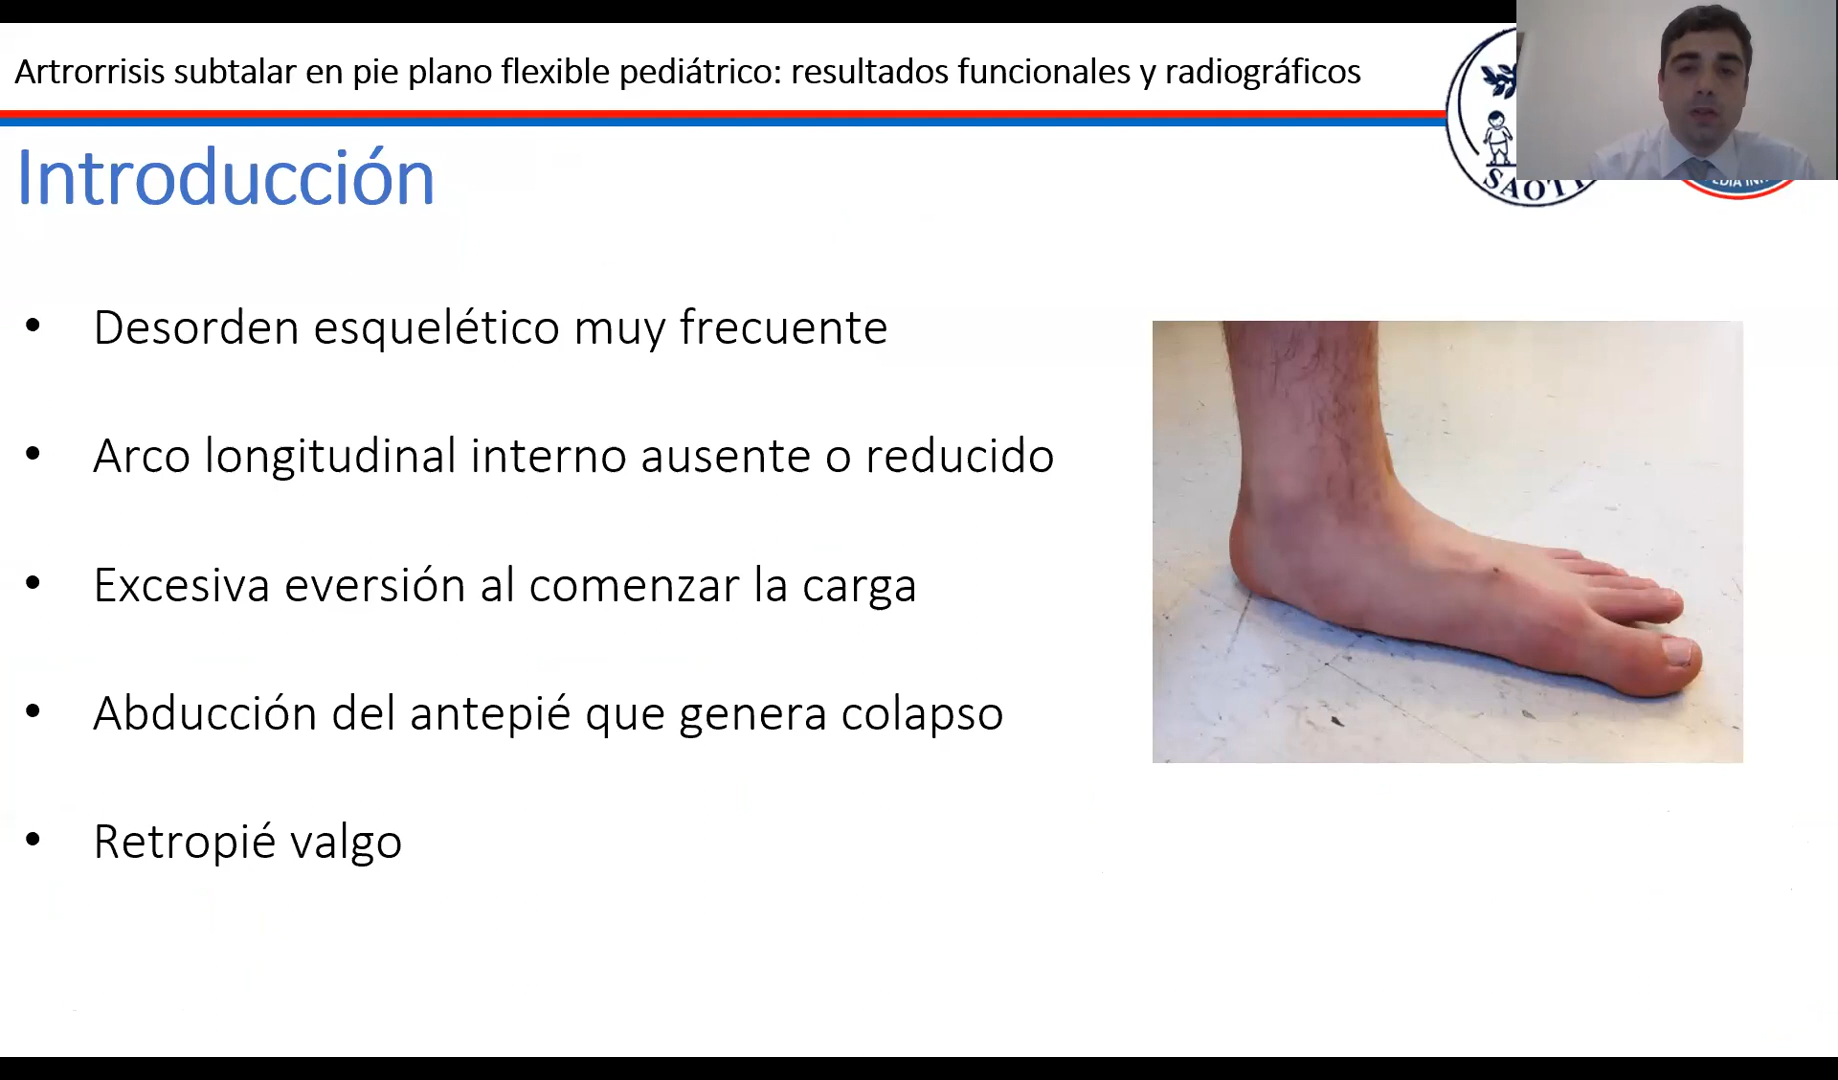 Artrorrisis subtalar en pie plano flexible pediátrico: resultados funcionales y radiográficos
Introducción
• Desorden esquelético muy frecuente
• Arco longitudinal interno ausente o reducido
• Excesiva eversión al comenzar la carga
• Abducción del antepié que genera colapso
• Retropié valgo